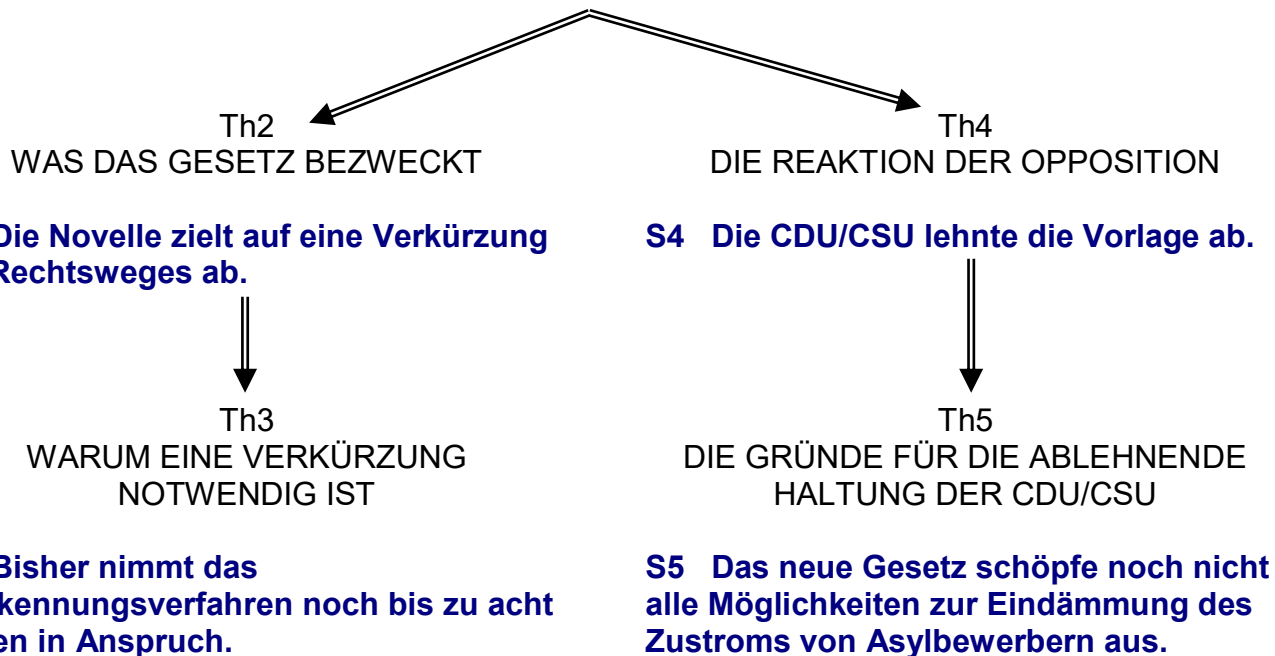 Th2
WAS DAS GESETZ BEZWECKT
Die Novelle zielt auf eine Verkürzung
Rechtsweges ab.
Th3
WARUM EINE VERKÜRZUNG
NOTWENDIG IST
Bisher nimmt das
kennungsverfahren noch bis zu acht
en in Anspruch.
Th4
DIE REAKTION DER OPPOSITION
S4 Die CDU/CSU lehnte die Vorlage ab.
Th5
DIE GRÜNDE FÜR DIE ABLEHNENDE
HALTUNG DER CDU/CSU
S5 Das neue Gesetz schöpfe noch nicht
alle Möglichkeiten zur Eindämmung des
Zustroms von Asylbewerbern aus.